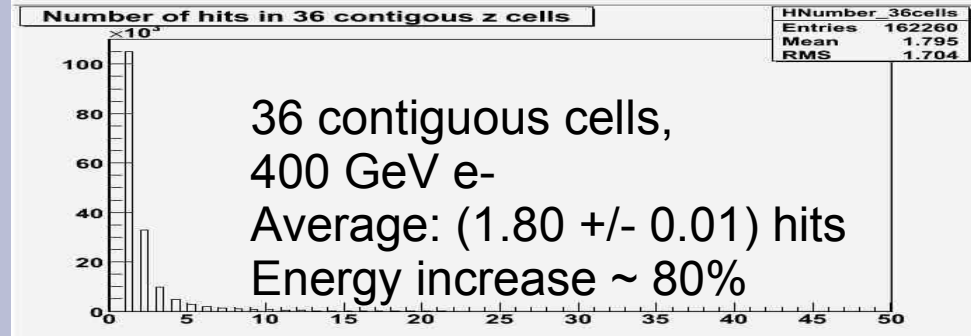 Number of hits in 36 contigous z cells
HNumber_36cells
Entries 162260
Mean 1.795
RMS 1.704
×10³
100
80
60
40
20
0
36 contiguous cells,
400 GeV e-
Average: (1.80 +/- 0.01) hits
Energy increase ~ 80%
0 5 10 15 20 25 30 35 40 45 50